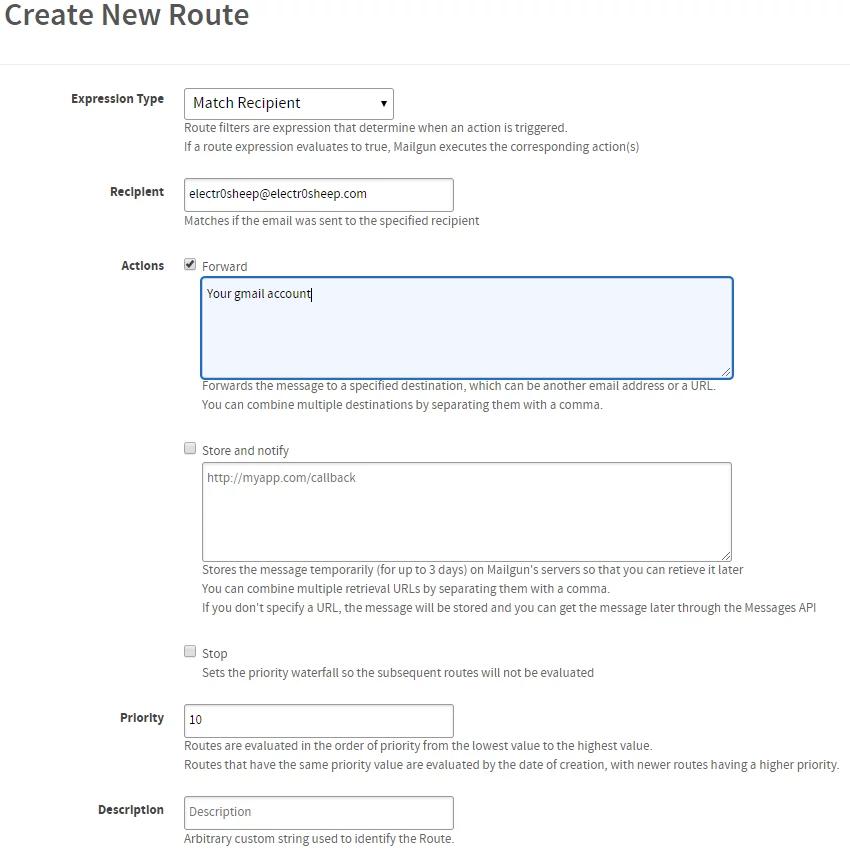 Create New Route
Expression Type
Match Recipient
Route filters are expression that determine when an action is triggered.
If a route expression evaluates to true, Mailgun executes the corresponding action(s)
Recipient
electr0sheep@electr0sheep.com
Matches if the email was sent to the specified recipient
Actions
Forward
Your gmail account
Forwards the message to a specified destination, which can be another email address or a URL.
You can combine multiple destinations by separating them with a comma.
Store and notify
http://myapp.com/callback
Stores the message temporarily (for up to 3 days) on Mailgun's servers so that you can retieve it later
You can combine multiple retrieval URLs by separating them with a comma.
If you don't specify a URL, the message will be stored and you can get the message later through the Messages API
Stop
Sets the priority waterfall so the subsequent routes will not be evaluated
Priority
10
Routes are evaluated in the order of priority from the lowest value to the highest value.
Routes that have the same priority value are evaluated by the date of creation, with newer routes having a higher priority.
Description
Description
Arbitrary custom string used to identify the Route.